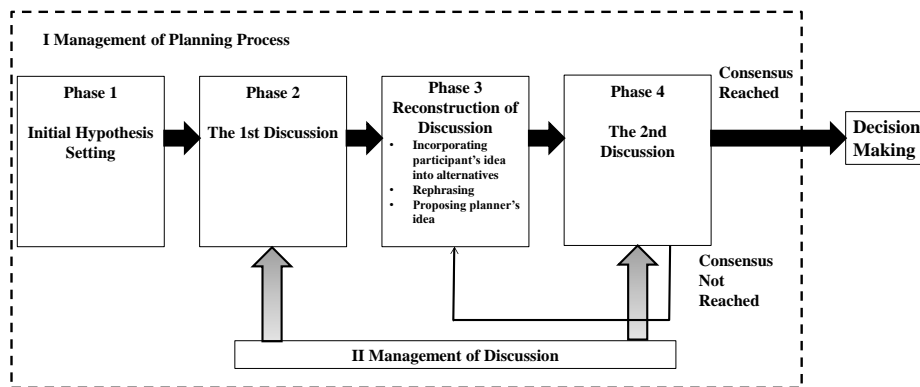 I Management of Planning Process
Phase 1
Initial Hypothesis
Setting
Phase 2
The 1st Discussion
Phase 3
Reconstruction of
Discussion
• Incorporating
participant's idea
into alternatives
• Rephrasing
• Proposing planner's
idea
Phase 4
The 2nd
Discussion
Consensus
Reached
Decision
Making
Consensus
Not
Reached
II Management of Discussion